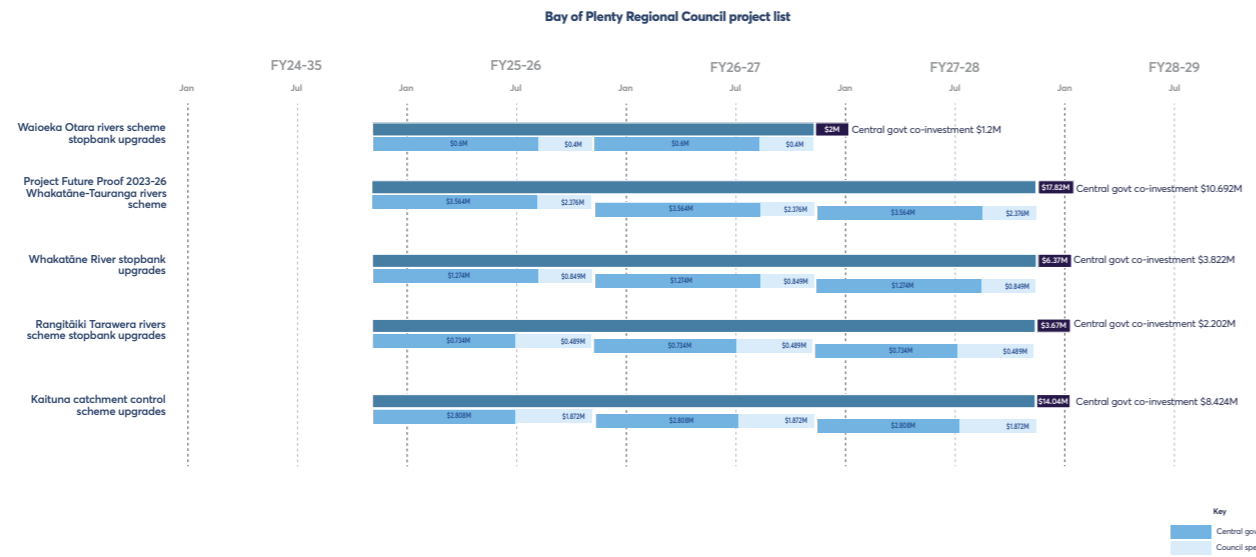 Bay of Plenty Regional Council project list
FY24-35 FY25-26 FY26-27 FY27-28 FY28-29
Jan Jul Jan Jul Jan Jul Jan Jul Jan Jul
Waioeka Otara rivers scheme
stopbank upgrades
$2M Central govt co-investment $1.2M
$0.6M $0.4M $0.6M $0.4M
Project Future Proof 2023-26
Whakatāne-Tauranga rivers
scheme
$17.82M Central govt co-investment $10.692M
$3.564M $2.376M $3.564M $2.376M $3.564M $2.376M
Whakatāne River stopbank
upgrades
$6.37M Central govt co-investment $3.822M
$1.274M $0.849M $1.274M $0.849M $1.274M $0.849M
Rangitāiki Tarawera rivers
scheme stopbank upgrades
$3.67M Central govt co-investment $2.202M
$0.734M $0.489M $0.734M $0.489M $0.734M $0.489M
Kaituna catchment control
scheme upgrades
$14.04M Central govt co-investment $8.424M
$2.808M $1.872M $2.808M $1.872M $2.808M $1.872M
Key
Central gov
Council spe